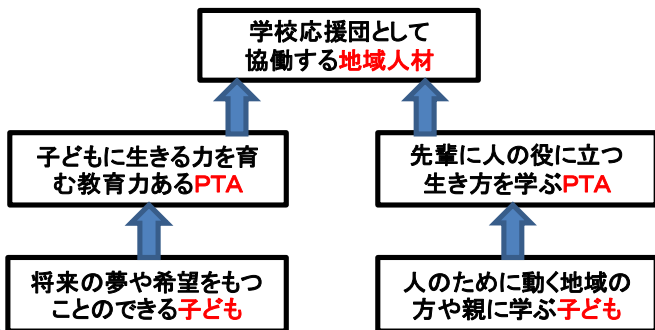 学校応援団として
協働する地域人材
子どもに生きる力を育
む教育力あるPTA
先輩に人の役に立つ
生き方を学ぶPTA
将来の夢や希望をもつ
ことのできる子ども
人のために動く地域の
方や親に学ぶ子ども